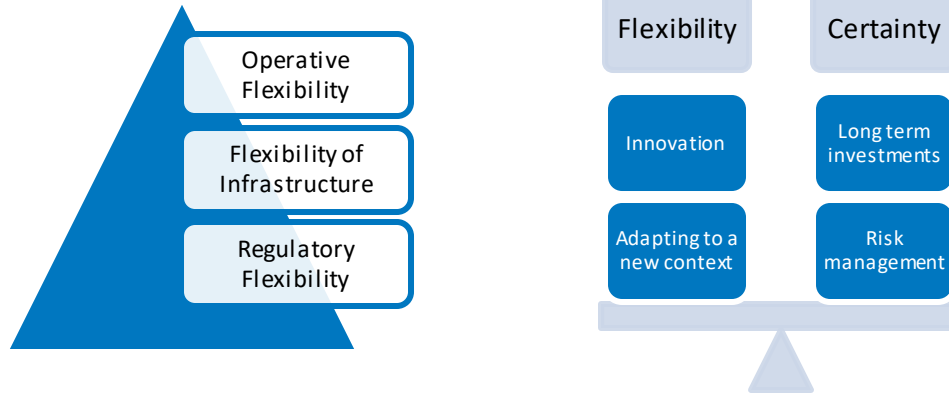 Operative
Flexibility
Flexibility of
Infrastructure
Regulatory
Flexibility
Flexibility
Certainty
Innovation
Long term
investments
Adapting to a
new context
Risk
management